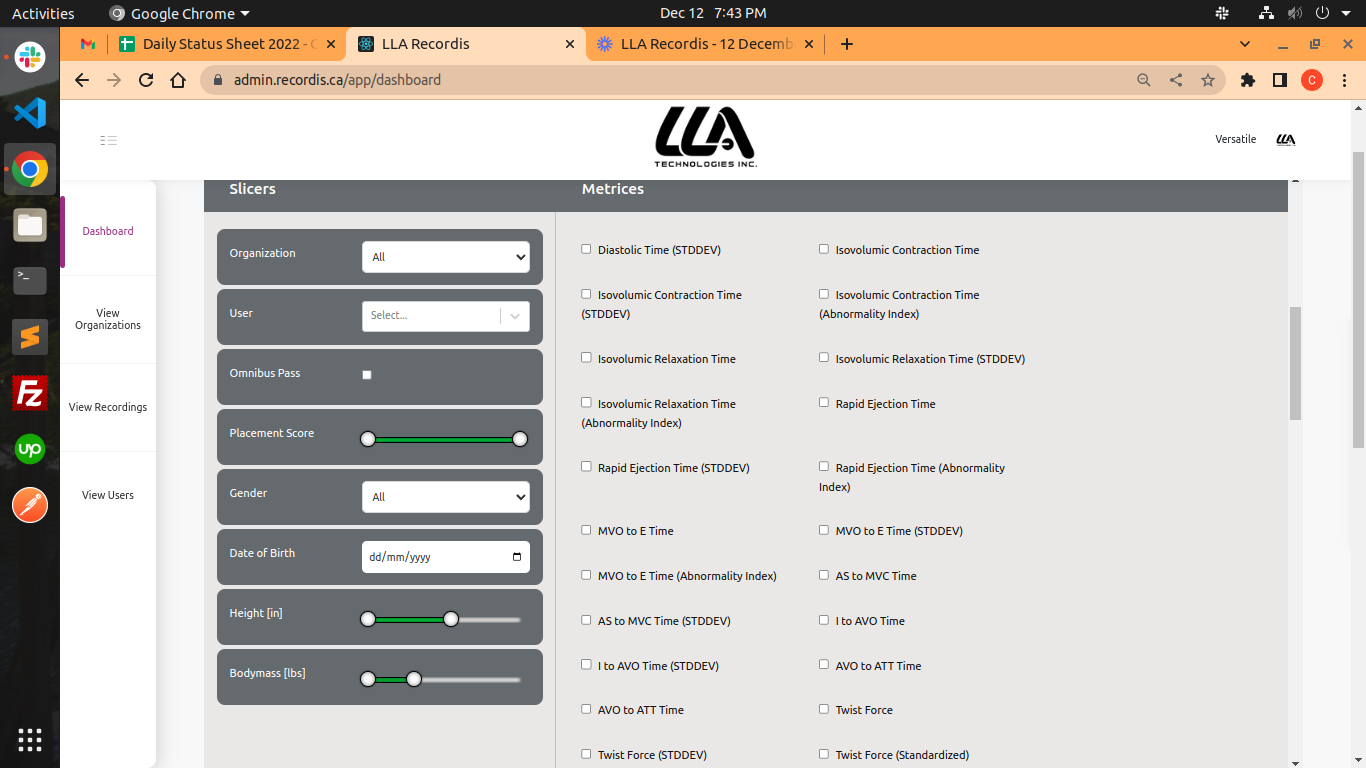 Activities
Google Chrome
Dec 12 7:43 PM
Daily Status Sheet 2022 - C
LLA Recordis
LLA Recordis - 12 Decemb
admin.recordis.ca/app/dashboard
C
LLA
TECHNOLOGIES INC.
Versatile
LLA
Dashboard
View
Organizations
View Recordings
View Users
Slicers
Organization
All
User
Select...
Omnibus Pass
Placement Score
Gender
All
Date of Birth
dd/mm/yyyy
Height [in]
Bodymass [lbs]
Metrices
Diastolic Time (STDDEV)
Isovolumic Contraction Time
Isovolumic Contraction Time
(STDDEV)
Isovolumic Contraction Time
(Abnormality Index)
Isovolumic Relaxation Time
Isovolumic Relaxation Time (STDDEV)
Isovolumic Relaxation Time
(Abnormality Index)
Rapid Ejection Time
Rapid Ejection Time (STDDEV)
Rapid Ejection Time (Abnormality
Index)
MVO to E Time
MVO to E Time (STDDEV)
MVO to E Time (Abnormality Index)
AS to MVC Time
AS to MVC Time (STDDEV)
I to AVO Time
I to AVO Time (STDDEV)
AVO to ATT Time
AVO to ATT Time
Twist Force
Twist Force (STDDEV)
Twist Force (Standardized)
Fz
up